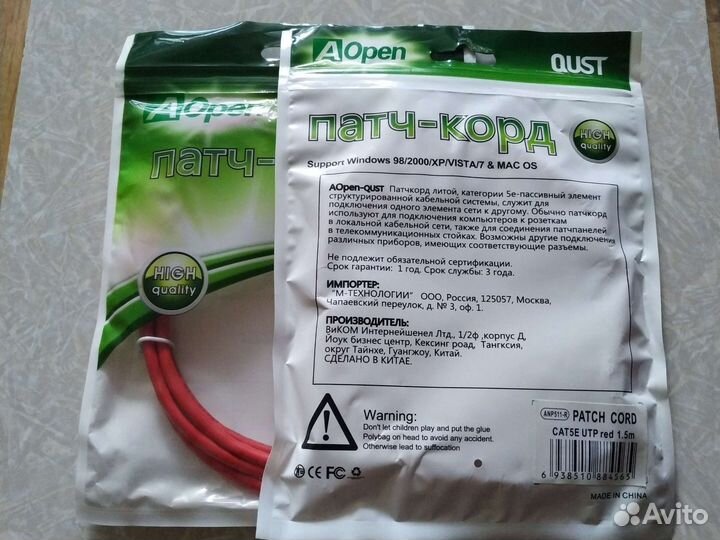 AOpen
QUST
патч-корд
HIGH
quality
Support Windows 98/2000/XP/VISTA/7 & MAC OS
AOpen-QUST Патчкорд литой, категории 5е-пассивный элемент
структурированной кабельной системы, служит для
подключения одного элемента сети к другому. Обычно патчкорд
используют для подключения компьютеров к розеткам
в локальной кабельной сети, также для соединения патчпанелей
в телекоммуникационных стойках. Возможны другие подключения
различных приборов, имеющих соответствующие разъемы.
Не подлежит обязательной сертификации.
Срок гарантии: 1 год. Срок службы: 3 года.
ИМПОРТЕР:
"М-ТЕХНОЛОГИИ" ООО, Россия, 125057, Москва,
Чапаевский переулок, д. № 3, оф. 1.
ПРОИЗВОДИТЕЛЬ:
ВиКОМ Интернейшенел Лтд., 1/2ф ,корпус Д,
Йоук бизнес центр, Кексинг роад, Тангксия,
округ Тайнхе, Гуангжоу, Китай.
СДЕЛАНО В КИТАЕ.
Warning:
Don't let children play and put the glue
Polybag on head to avoid any accident.
Otherwise lead to suffocation
CE FC
ANP511-R PATCH CORD
CAT5E UTP red 1.5m
6 938510 884565
MADE IN CHINA
AOpen
патч-
HIGH
quality
Avito